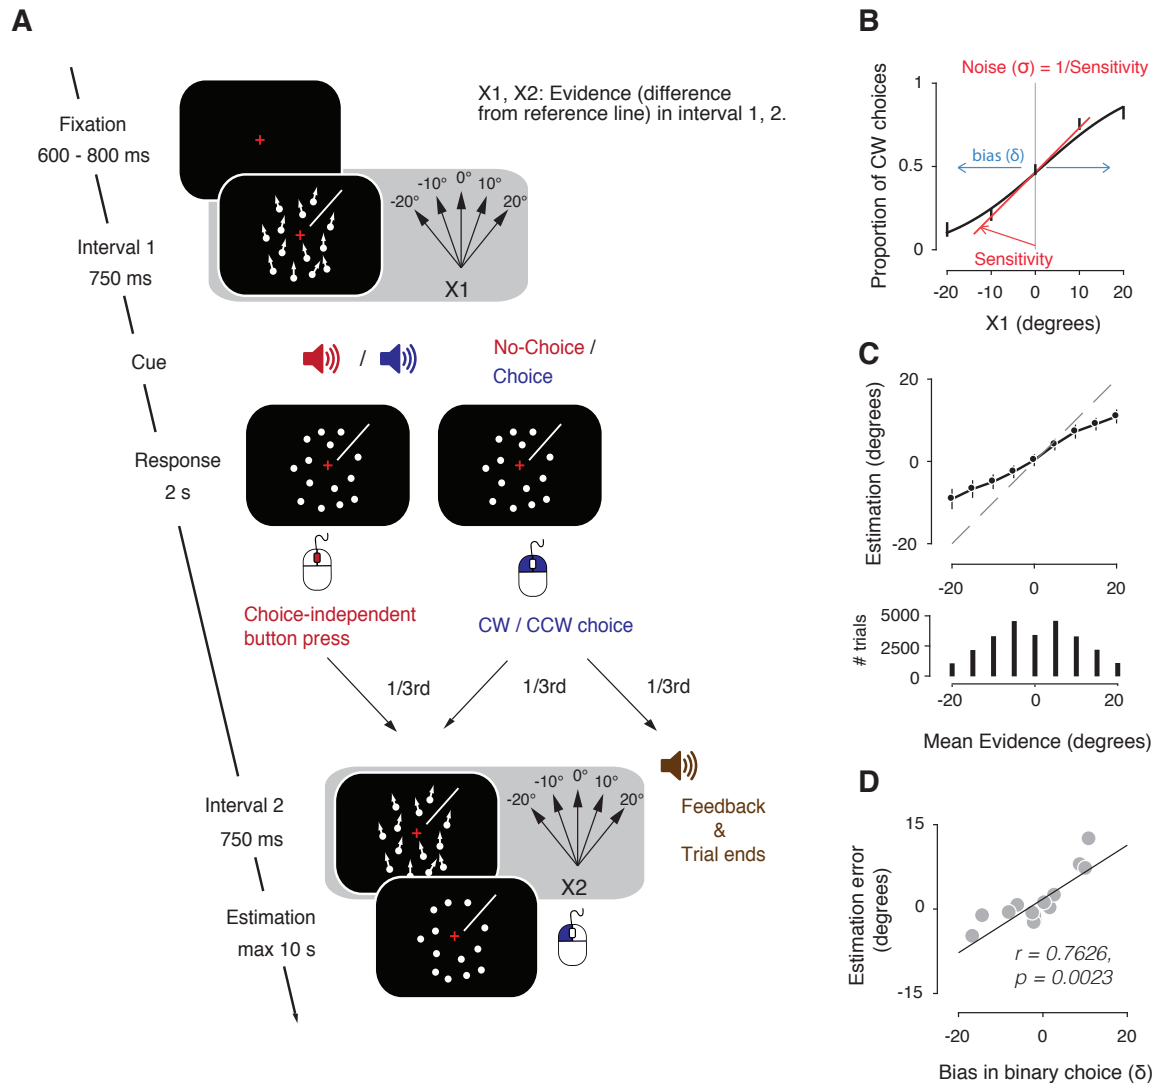 A
Fixation
600 - 800 ms
X1, X2: Evidence (difference
from reference line) in interval 1, 2.
-20°
-10°
0°
10°
20°
X1
Interval 1
750 ms
Cue
/
No-Choice /
Choice
Response
2 s
Choice-independent
button press
CW / CCW choice
1/3rd
1/3rd
1/3rd
Interval 2
750 ms
-20°
-10°
0°
10°
20°
X2
Feedback
&
Trial ends
Estimation
max 10 s
B
Noise (σ) = 1/Sensitivity
Proportion of CW choices
1
0.5
0
bias (δ)
Sensitivity
-20
-10
0
10
20
X1 (degrees)
C
Estimation (degrees)
20
0
-20
-20
0
20
# trials
5000
2500
0
-20
0
20
Mean Evidence (degrees)
D
Estimation error
(degrees)
15
0
-15
r = 0.7626,
p = 0.0023
-20
0
20
Bias in binary choice (δ)